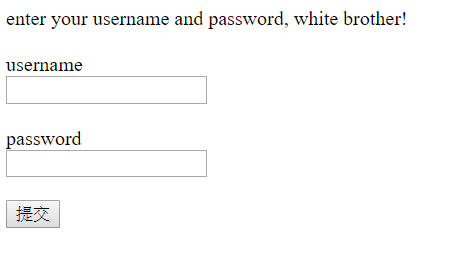 enter your username and password, white brother!
username
password
提交